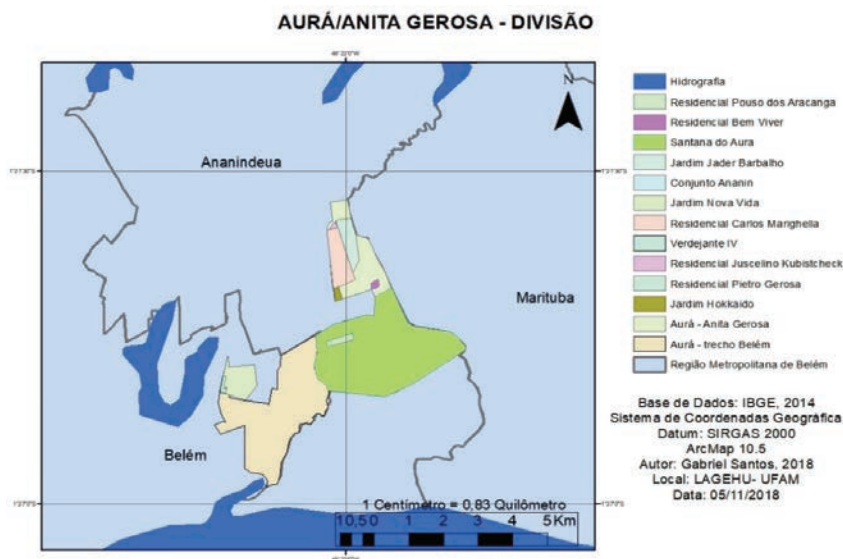 AURÁ/ANITA GEROSA - DIVISÃO
N
Ananindeua
Marituba
Belém
1 Centímetro = 0,83 Quilômetro
10,50 1 2 3 4 5 Km
Hidrografia
Residencial Pouso dos Aracanga
Residencial Bem Viver
Santana do Aura
Jardim Jader Barbalho
Conjunto Ananin
Jardim Nova Vida
Residencial Carlos Marighella
Verdejante IV
Residencial Juscelino Kubistcheck
Residencial Pietro Gerosa
Jardim Hokkaido
Aurá - Anita Gerosa
Aurá - trecho Belém
Região Metropolitana de Belém
Base de Dados: IBGE, 2014
Sistema de Coordenadas Geográfica
Datum: SIRGAS 2000
ArcMap 10.5
Autor: Gabriel Santos, 2018
Local: LAGEHU- UFAM
Data: 05/11/2018